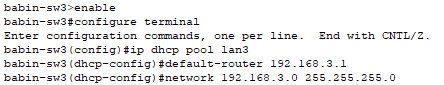 babin-sw3>enable
babin-sw3#configure terminal
Enter configuration commands, one per line.  End with CNTL/Z.
babin-sw3(config)#ip dhcp pool lan3
babin-sw3(dhcp-config)#default-router 192.168.3.1
babin-sw3(dhcp-config)#network 192.168.3.0 255.255.255.0